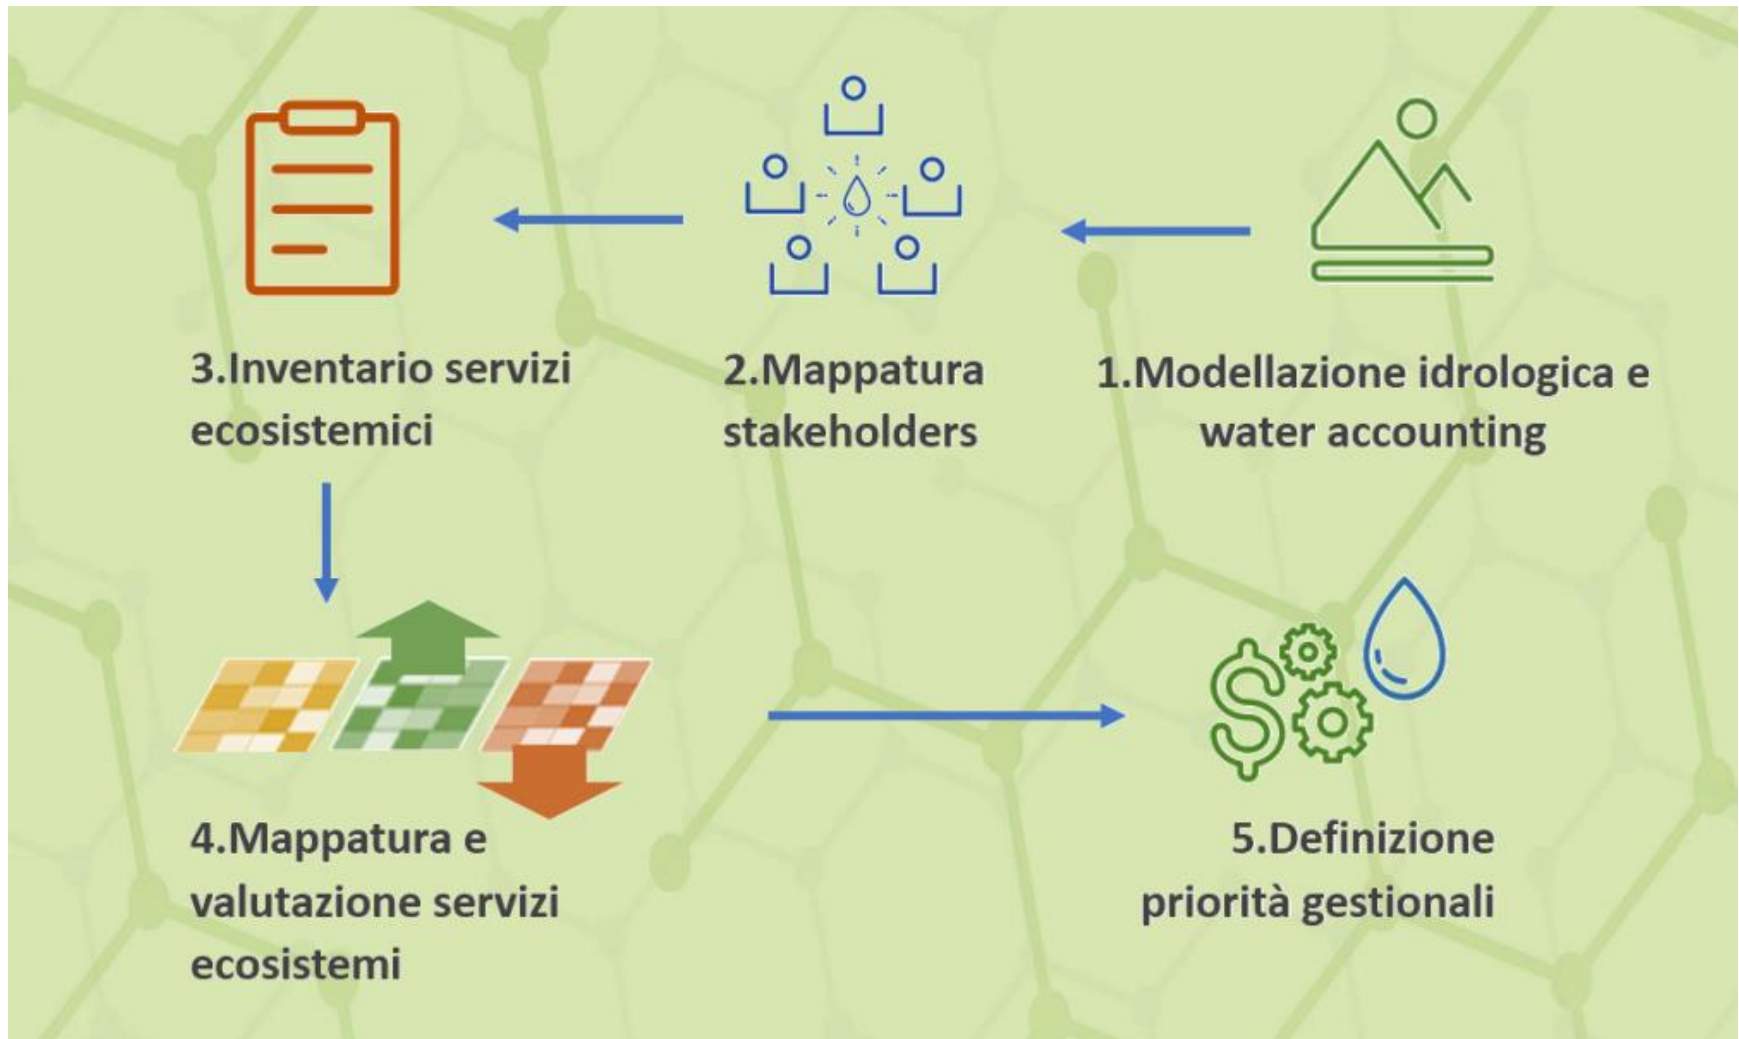 3.Inventario servizi
ecosistemici
2.Mappatura
stakeholders
1.Modellazione idrologica e
water accounting
4.Mappatura e
valutazione servizi
ecosistemi
5.Definizione
priorità gestionali